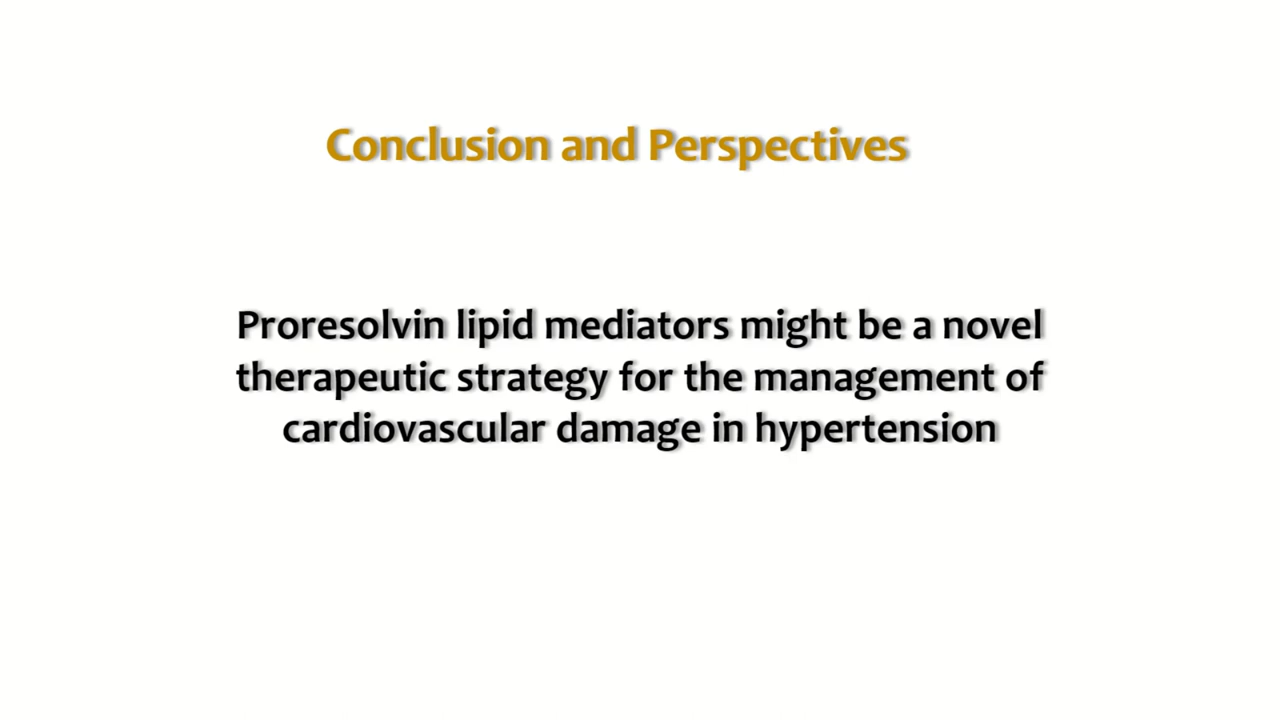 Conclusion and Perspectives
Proresolvin lipid mediators might be a novel
therapeutic strategy for the management of
cardiovascular damage in hypertension